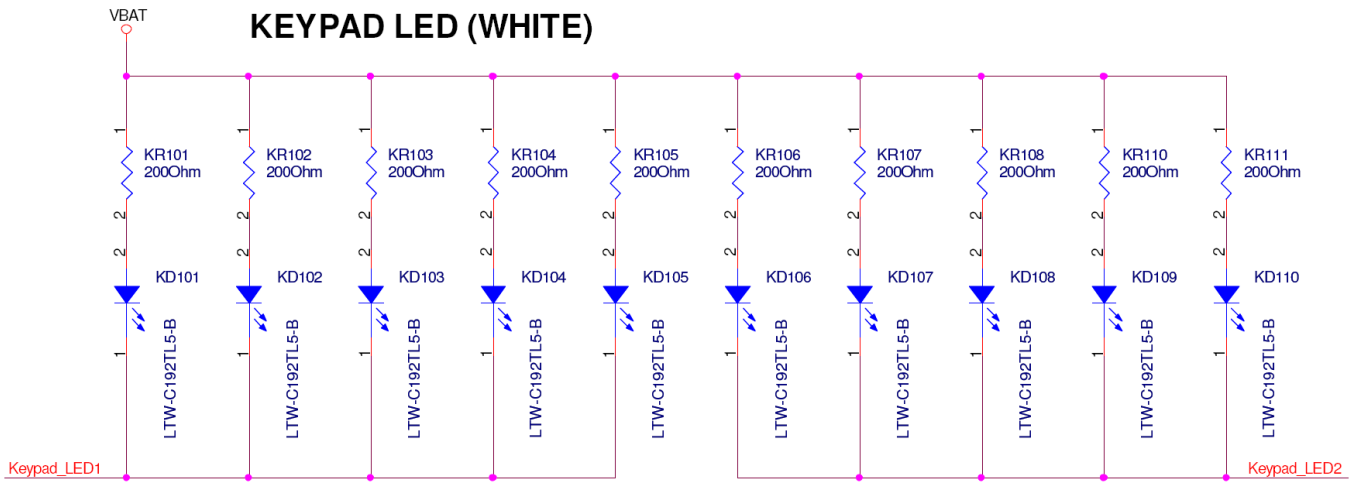 VBAT
KEYPAD LED (WHITE)
1 1 1 1 1 1 1 1 1 1
KR101 KR102 KR103 KR104 KR105 KR106 KR107 KR108 KR110 KR111
200Ohm 200Ohm 200Ohm 200Ohm 200Ohm 200Ohm 200Ohm 200Ohm 200Ohm 200Ohm
2 2 2 2 2 2 2 2 2 2
2 2 2 2 2 2 2 2 2 2
KD101 KD102 KD103 KD104 KD105 KD106 KD107 KD108 KD109 KD110
LTW-C192TL5-B LTW-C192TL5-B LTW-C192TL5-B LTW-C192TL5-B LTW-C192TL5-B LTW-C192TL5-B LTW-C192TL5-B LTW-C192TL5-B LTW-C192TL5-B LTW-C192TL5-B
1 1 1 1 1 1 1 1 1 1
Keypad_LED1 Keypad_LED2